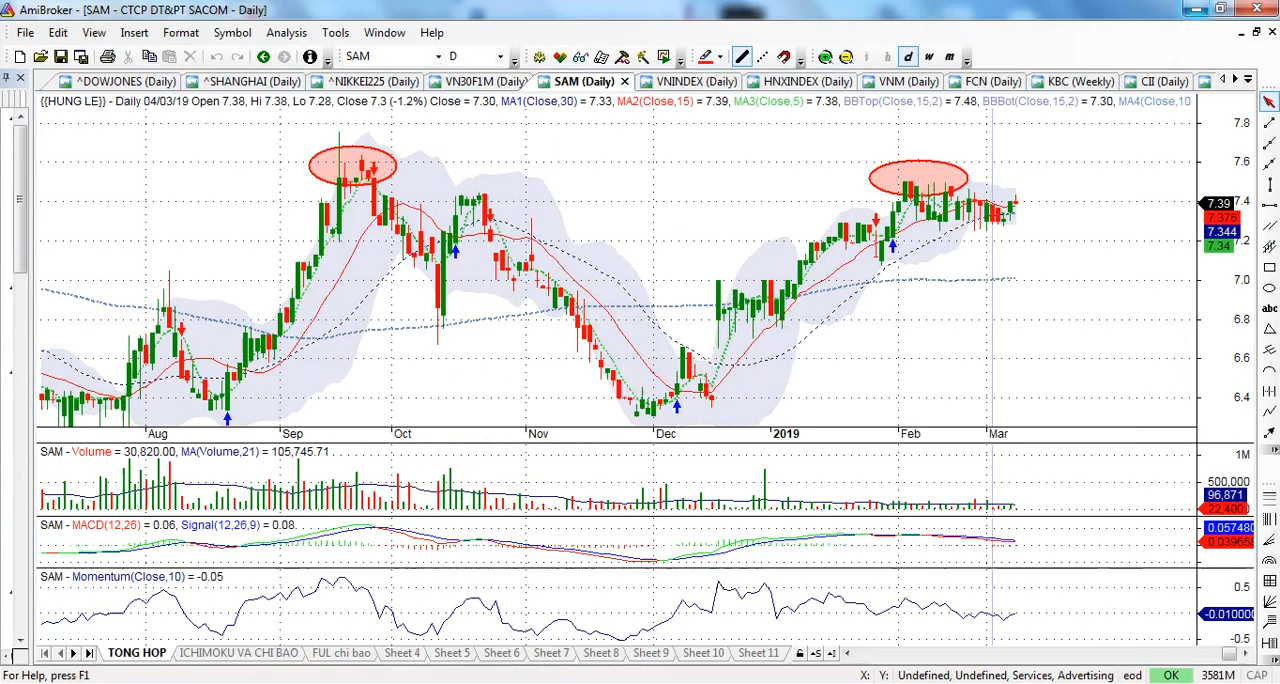 AmiBroker - [SAM - CTCP DT&PT SACOM - Daily]
File Edit View Insert Format Symbol Analysis Tools Window Help
SAM D i h d w m
^DOWJONES (Daily) ^SHANGHAI (Daily) ^NIKKEI225 (Daily) VN30F1M (Daily) SAM (Daily) VNINDEX (Daily) HNXINDEX (Daily) VNM (Daily) FCN (Daily) KBC (Weekly) CII (Daily)
{{HUNG LE}} - Daily 04/03/19 Open 7.38, Hi 7.38, Lo 7.28, Close 7.3 (-1.2%) Close = 7.30, MA1(Close,30) = 7.33, MA2(Close,15) = 7.39, MA3(Close,5) = 7.38, BBTop(Close,15,2) = 7.48, BBBot(Close,15,2) = 7.30, MA4(Close,10
7.8
7.6
7.4
7.39
7.376
7.344
7.2
7.34
7.0
6.8
6.6
6.4
abc
Aug Sep Oct Nov Dec 2019 Feb Mar
SAM - Volume = 30,820.00, MA(Volume,21) = 105,745.71
1M
500,000
96,871
22,400
SAM - MACD(12,26) = 0.06, Signal(12,26,9) = 0.08
0.05748
0.03965
SAM - Momentum(Close,10) = -0.05
0.5
-0.01000
-0.5
TONG HOP ICHIMOKU VA CHI BAO FUL chi bao Sheet 4 Sheet 5 Sheet 6 Sheet 7 Sheet 8 Sheet 9 Sheet 10 Sheet 11
For Help, press F1 X: Y: Undefined, Undefined, Services, Advertising eod OK 3581M CAP